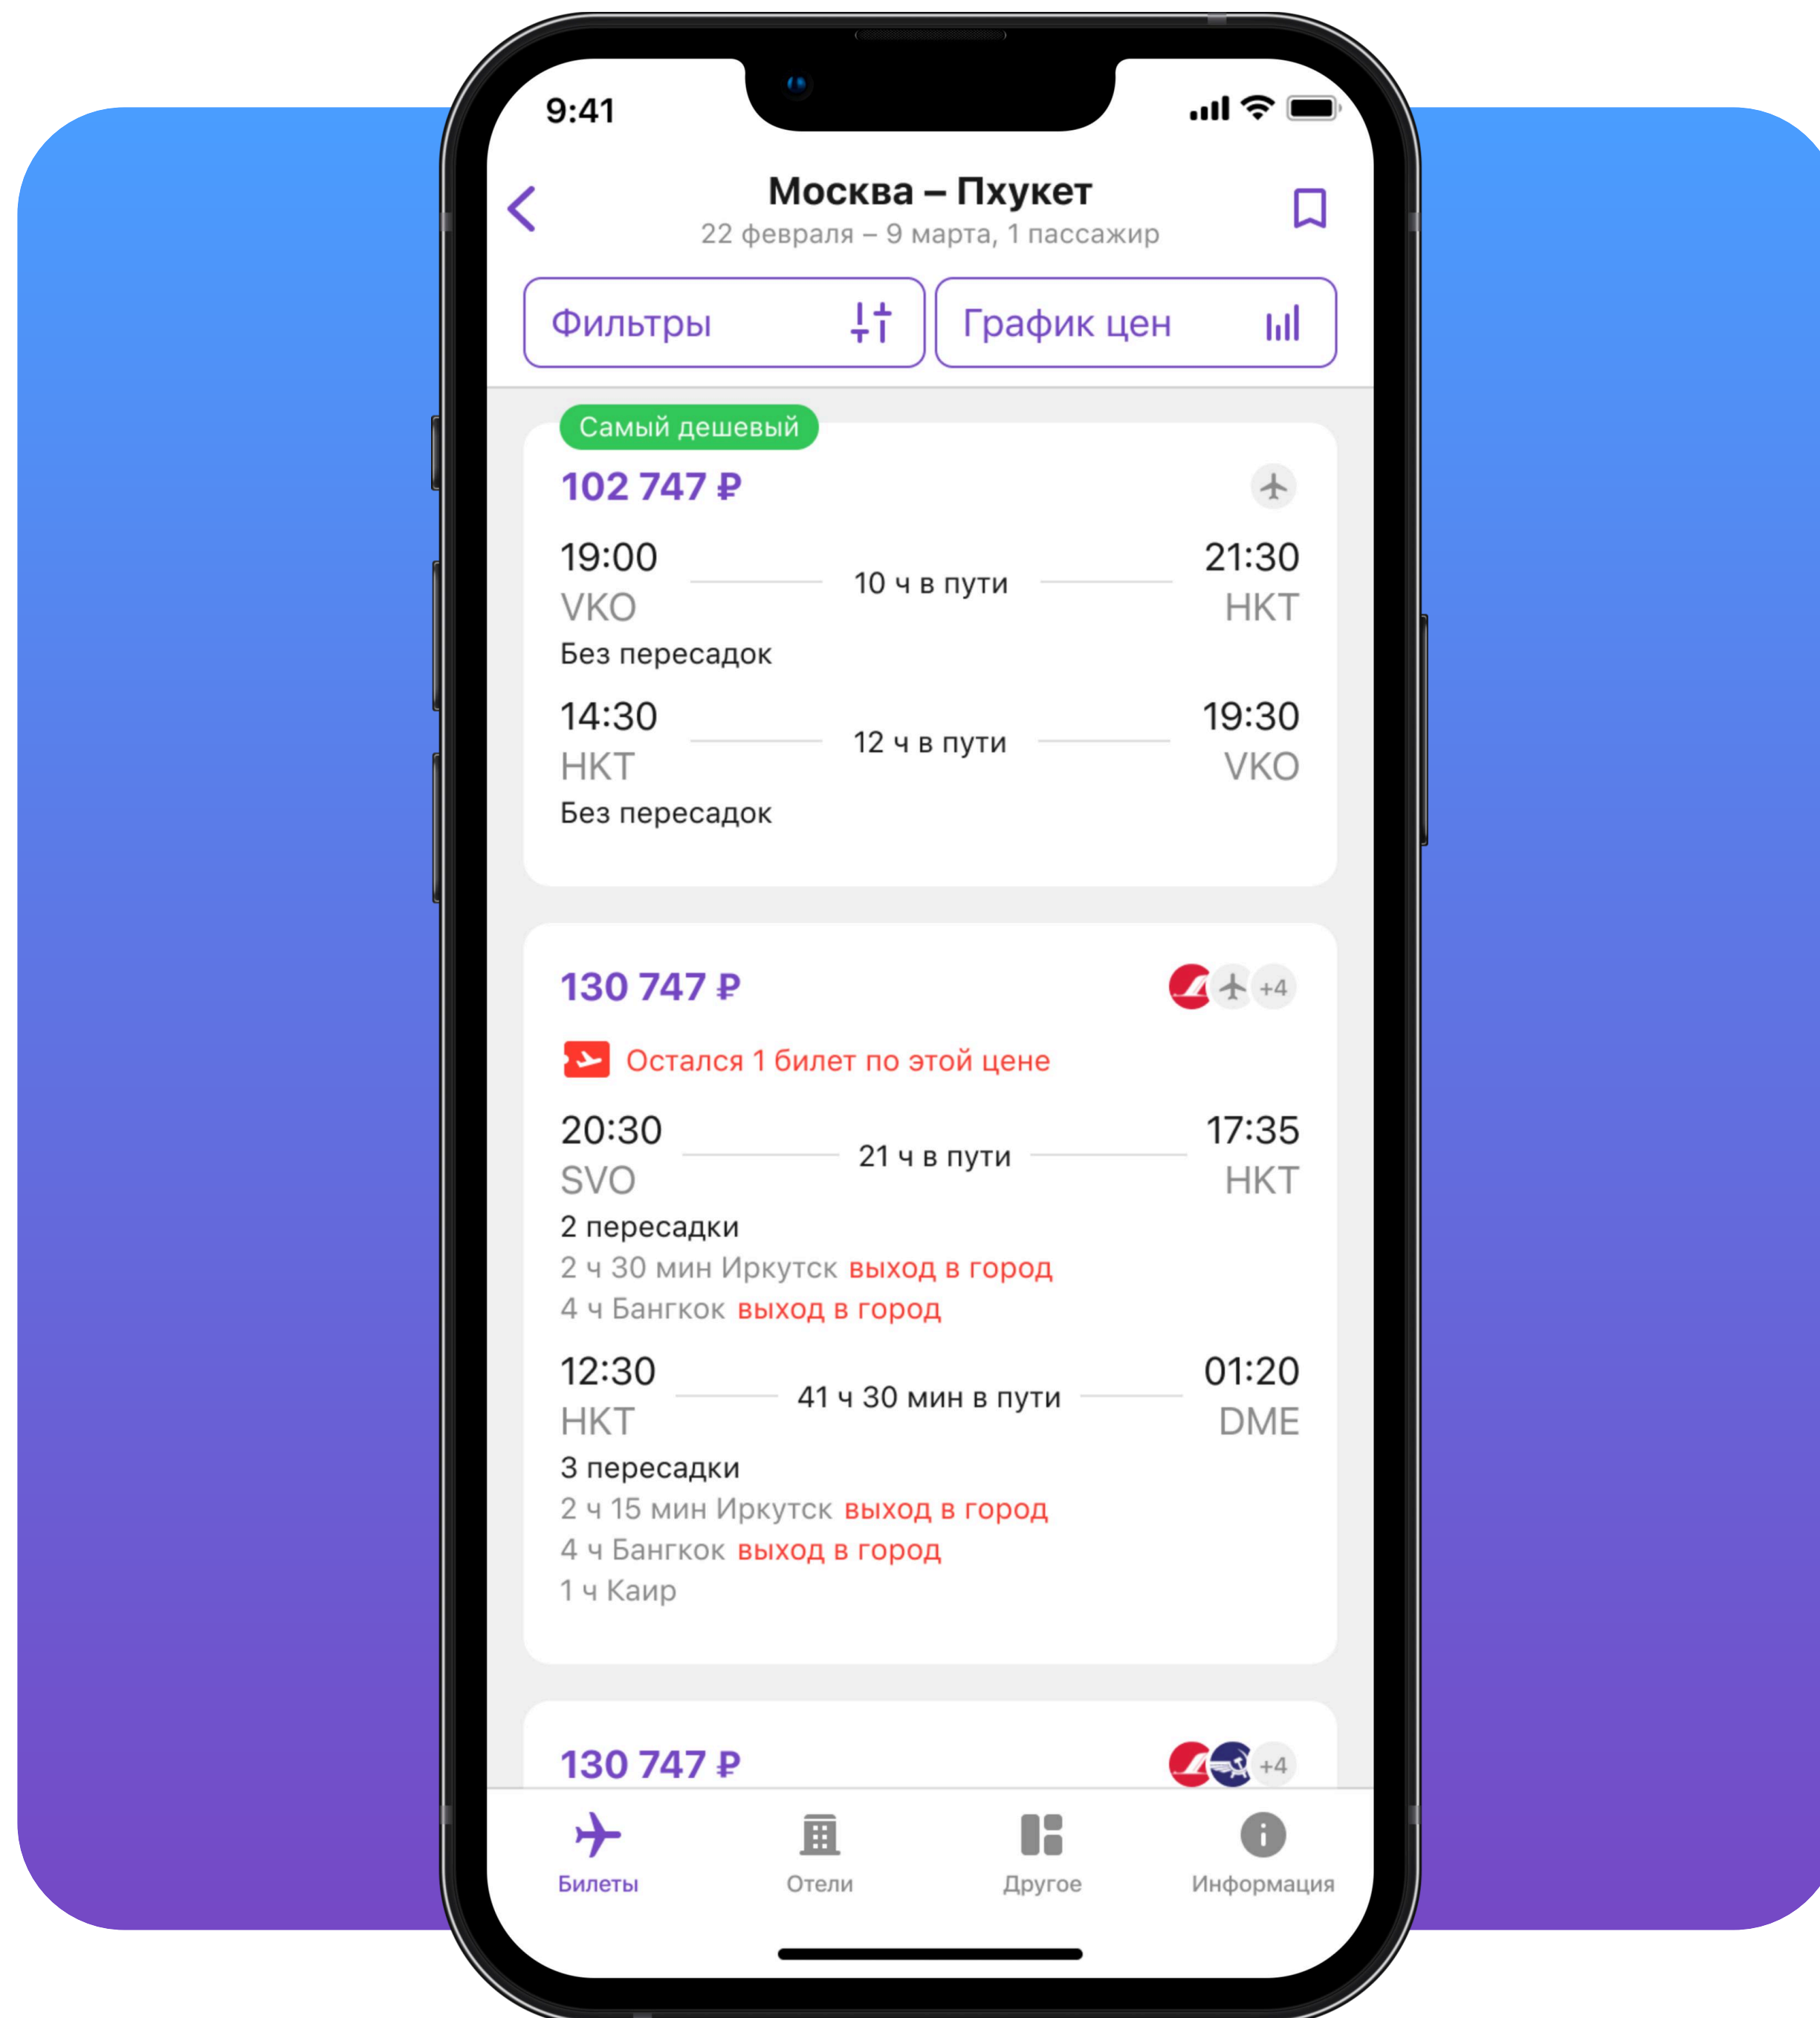 9:41
Москва – Пхукет
22 февраля – 9 марта, 1 пассажир
Фильтры
График цен
Самый дешевый
102 747 ₽
19:00
10 ч в пути
21:30
VKO
HKT
Без пересадок
14:30
12 ч в пути
19:30
HKT
VKO
Без пересадок
130 747 ₽
+4
Остался 1 билет по этой цене
20:30
21 ч в пути
17:35
SVO
HKT
2 пересадки
2 ч 30 мин Иркутск выход в город
4 ч Бангкок выход в город
12:30
41 ч 30 мин в пути
01:20
HKT
DME
3 пересадки
2 ч 15 мин Иркутск выход в город
4 ч Бангкок выход в город
1 ч Каир
130 747 ₽
+4
Билеты
Отели
Другое
Информация